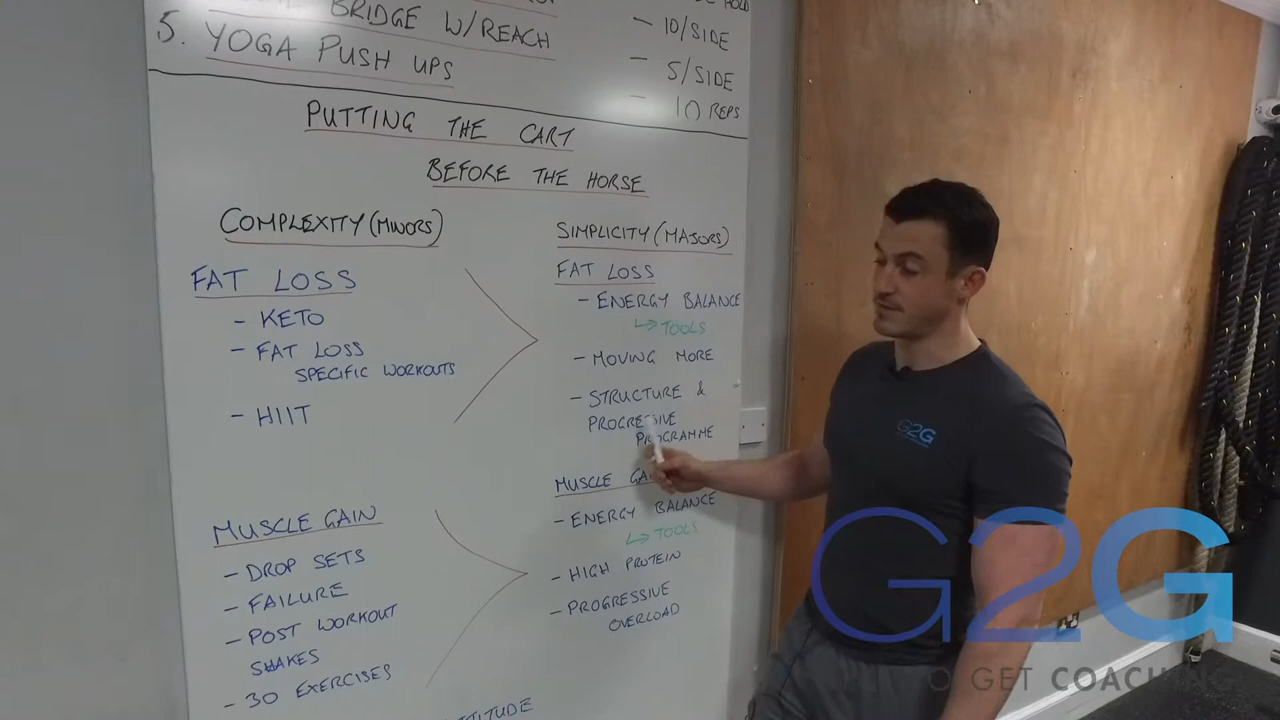 BRIDGE W/REACH
5. YOGA PUSH UPS
HOLD
- 10/SIDE
- 5/SIDE
- 10 REPS
PUTTING THE CART
BEFORE THE HORSE
COMPLEXITY (MINORS)
FAT LOSS
- KETO
- FAT LOSS
SPECIFIC WORKOUTS
- HIIT
MUSCLE GAIN
- DROP SETS
- FAILURE
- POST WORKOUT
SHAKES
- 30 EXERCISES
SIMPLICITY (MAJORS)
FAT LOSS
- ENERGY BALANCE
↳ TOOLS
- MOVING MORE
- STRUCTURE &
PROGRESSIVE
PROGRAMME
MUSCLE GA
- ENERGY BALANCE
↳ TOOLS
- HIGH PROTEIN
- PROGRESSIVE
OVERLOAD
G2G
G2G
O GET COACHING